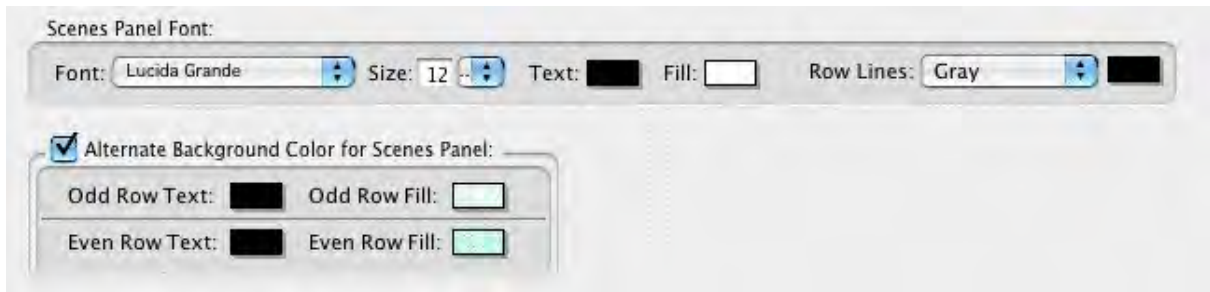 Scenes Panel Font:
Font: Lucida Grande Size: 12 Text: Fill: Row Lines: Gray
Alternate Background Color for Scenes Panel:
Odd Row Text: Odd Row Fill:
Even Row Text: Even Row Fill: